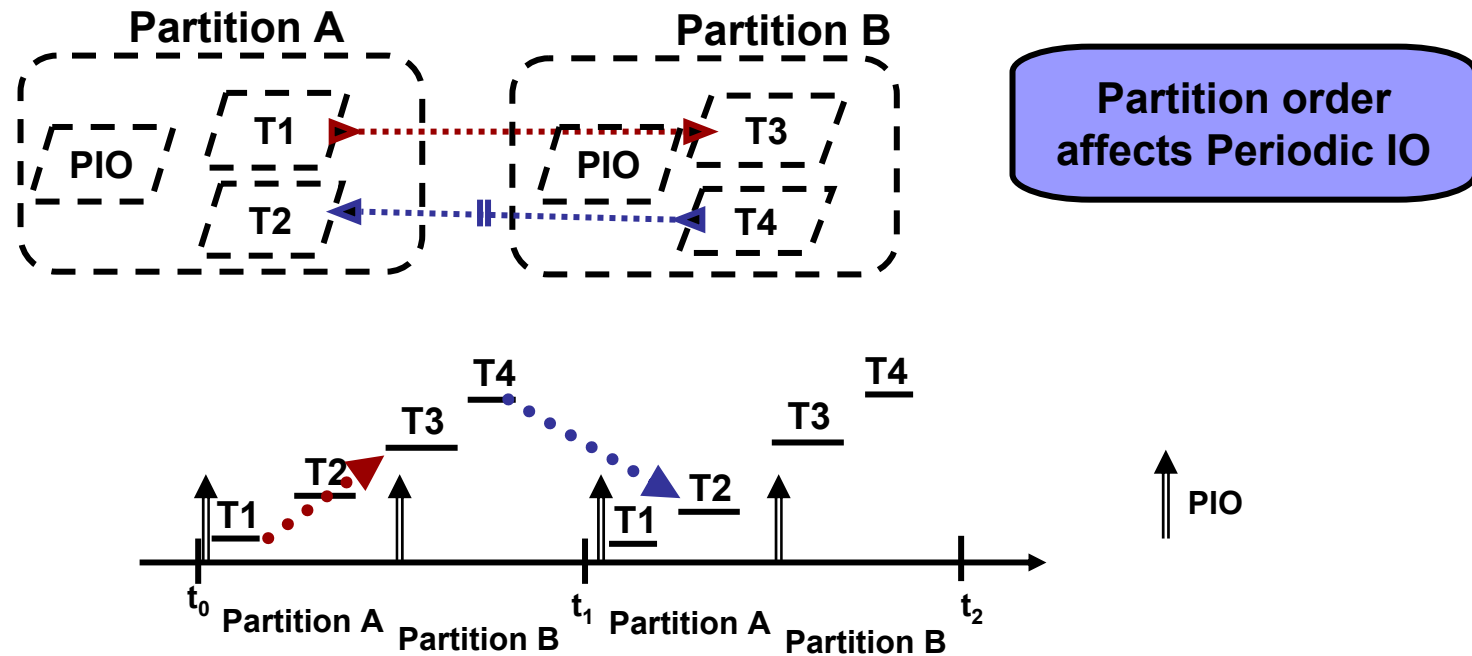 Partition A
Partition B
Partition order
affects Periodic IO
PIO
T1
T2
PIO
T3
T4
T1
T2
T3
T4
T1
T2
T3
T4
PIO
t0
Partition A
Partition B
t1
Partition A
Partition B
t2